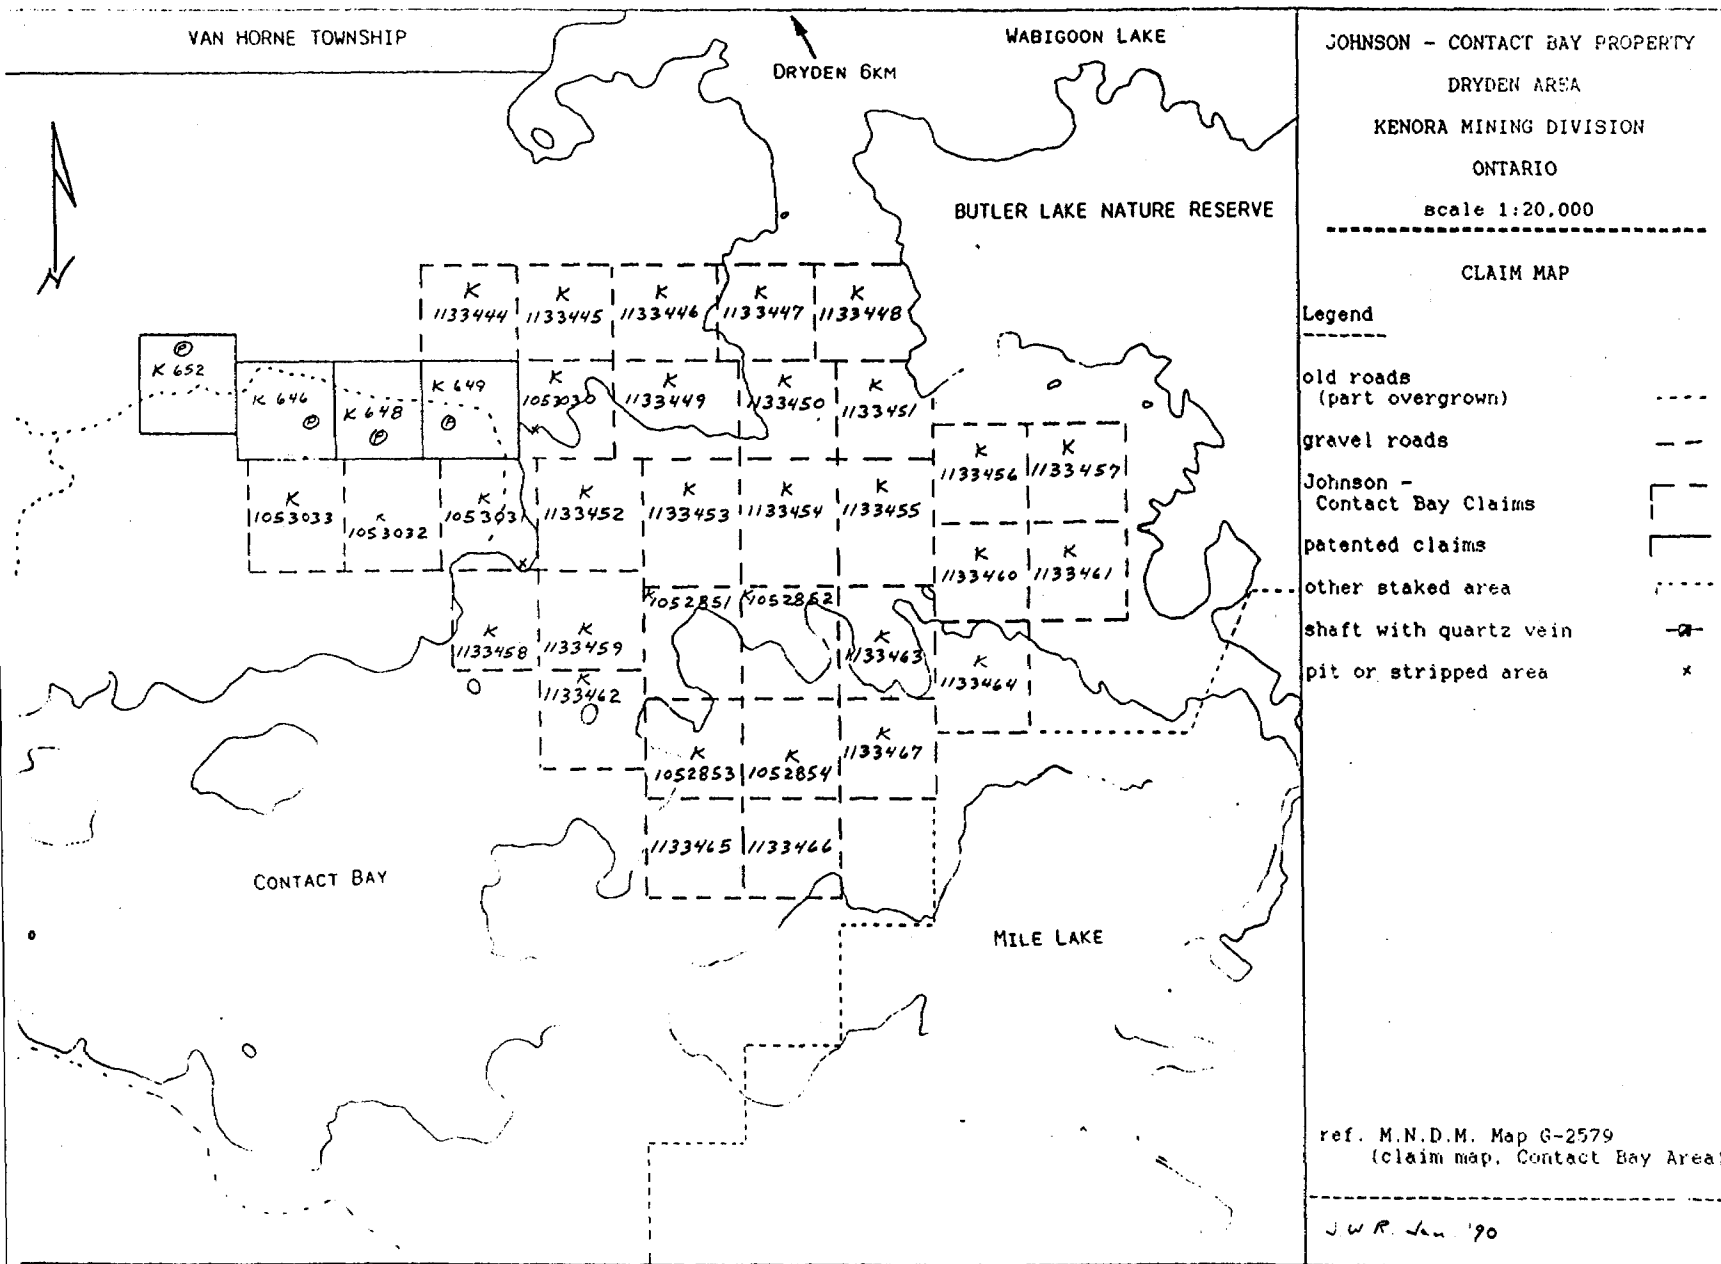 VAN HORNE TOWNSHIP
DRYDEN 6KM
WABIGOON LAKE
BUTLER LAKE NATURE RESERVE
K
1133444
K
1133445
K
1133446
K
1133447
K
1133448
P
K 652
K 646
P
K 648
P
K 649
P
K
1053030
K
1133449
K
1133450
K
1133451
K
1053033
K
1053032
K
1053031
K
1133452
K
1133453
K
1133454
K
1133455
K
1133456
K
1133457
K
1133460
K
1133461
K
1133458
K
1133459
K1052851
K1052852
K
1133463
K
1133464
K
1133462
K
1052853
K
1052854
K
1133467
1133465
1133466
CONTACT BAY
MILE LAKE
JOHNSON - CONTACT BAY PROPERTY
DRYDEN AREA
KENORA MINING DIVISION
ONTARIO
scale 1:20,000
CLAIM MAP
Legend
old roads
(part overgrown)
gravel roads
Johnson -
Contact Bay Claims
patented claims
other staked area
shaft with quartz vein
pit or stripped area
ref. M.N.D.M. Map G-2579
(claim map, Contact Bay Area)
J W R. Jan '90